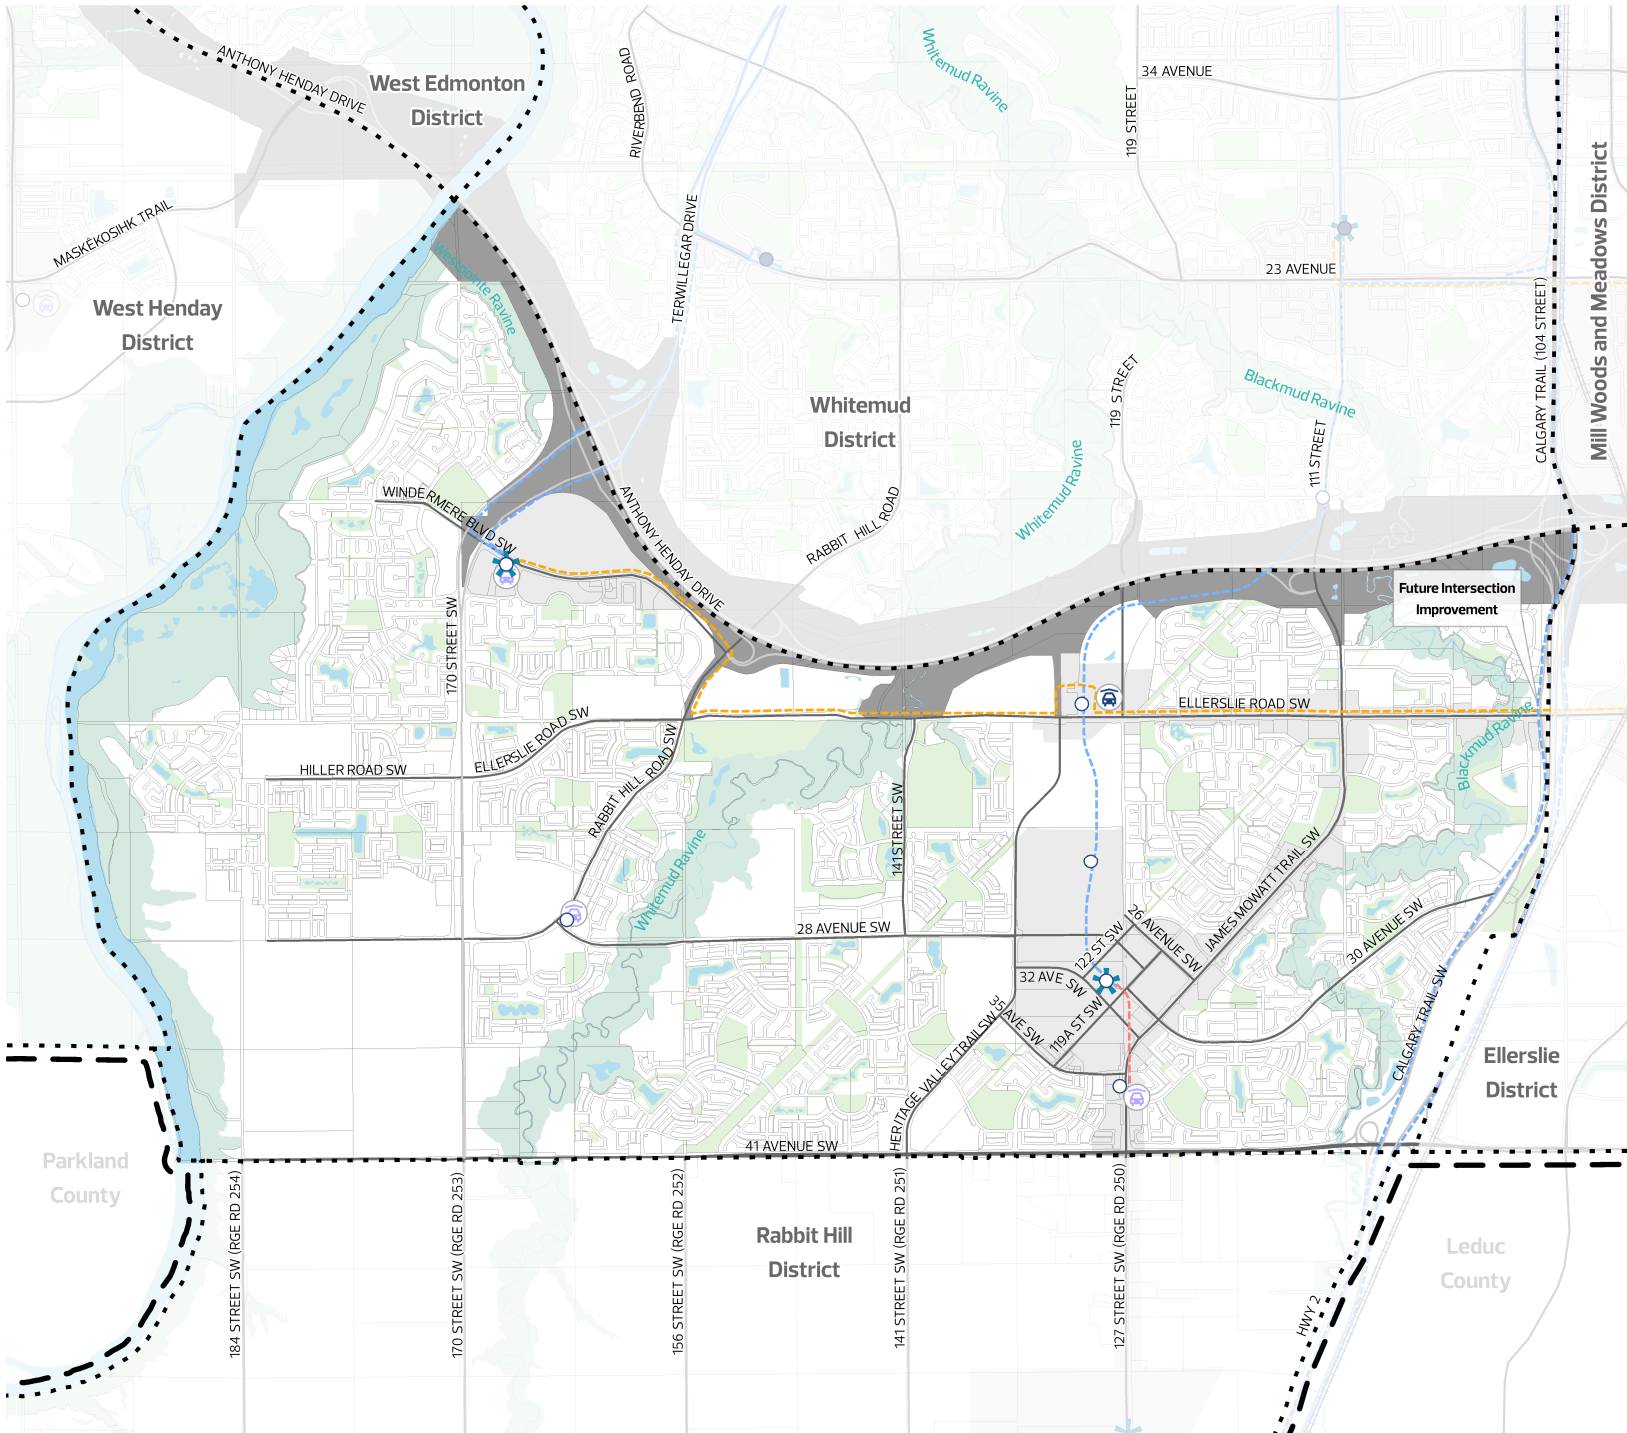 ANTHONY HENDAY DRIVE
West Edmonton
District
RIVERBEND ROAD
Whitemud Ravine
34 AVENUE
119 STREET
Mill Woods and Meadows District
MASKÊKOSIHK TRAIL
West Henday
District
Westpointe Ravine
TERWILLEGAR DRIVE
23 AVENUE
CALGARY TRAIL (104 STREET)
Whitemud
District
119 STREET
Blackmud Ravine
111 STREET
Whitemud Ravine
WINDERMERE BLVD SW
ANTHONY HENDAY DRIVE
RABBIT HILL ROAD
Future Intersection
Improvement
170 STREET SW
ELLERSLIE ROAD SW
ELLERSLIE ROAD SW
HILLER ROAD SW
RABBIT HILL ROAD SW
Blackmud Ravine
141 STREET SW
Whitemud Ravine
JAMES MOWATT TRAIL SW
28 AVENUE SW
122 ST SW
26 AVENUE SW
30 AVENUE SW
32 AVE SW
35 AVE SW
119A ST SW
CALGARY TRAIL SW
HERITAGE VALLEY TRAIL SW
Ellerslie
District
41 AVENUE SW
Parkland
County
184 STREET SW (RGE RD 254)
170 STREET SW (RGE RD 253)
156 STREET SW (RGE RD 252)
141 STREET SW (RGE RD 251)
127 STREET SW (RGE RD 250)
Rabbit Hill
District
Leduc
County
HWY 2